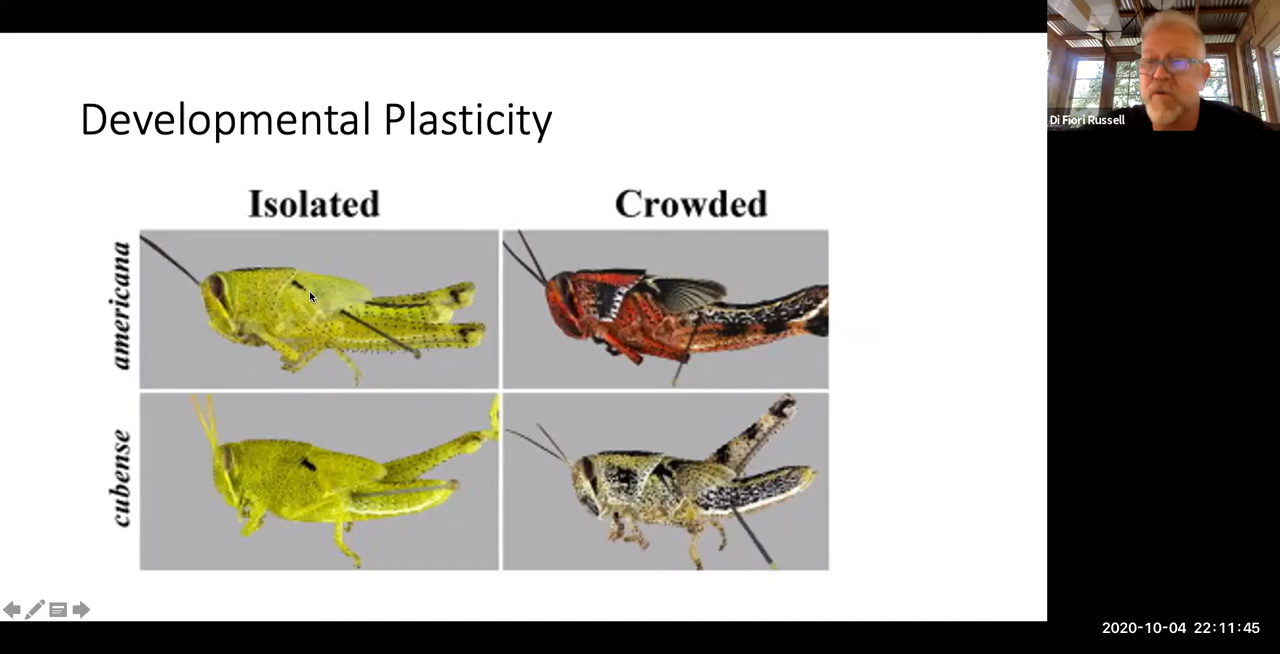 Developmental Plasticity
Isolated
Crowded
americana
cubense
Di Fiori Russell
2020-10-04 22:11:45